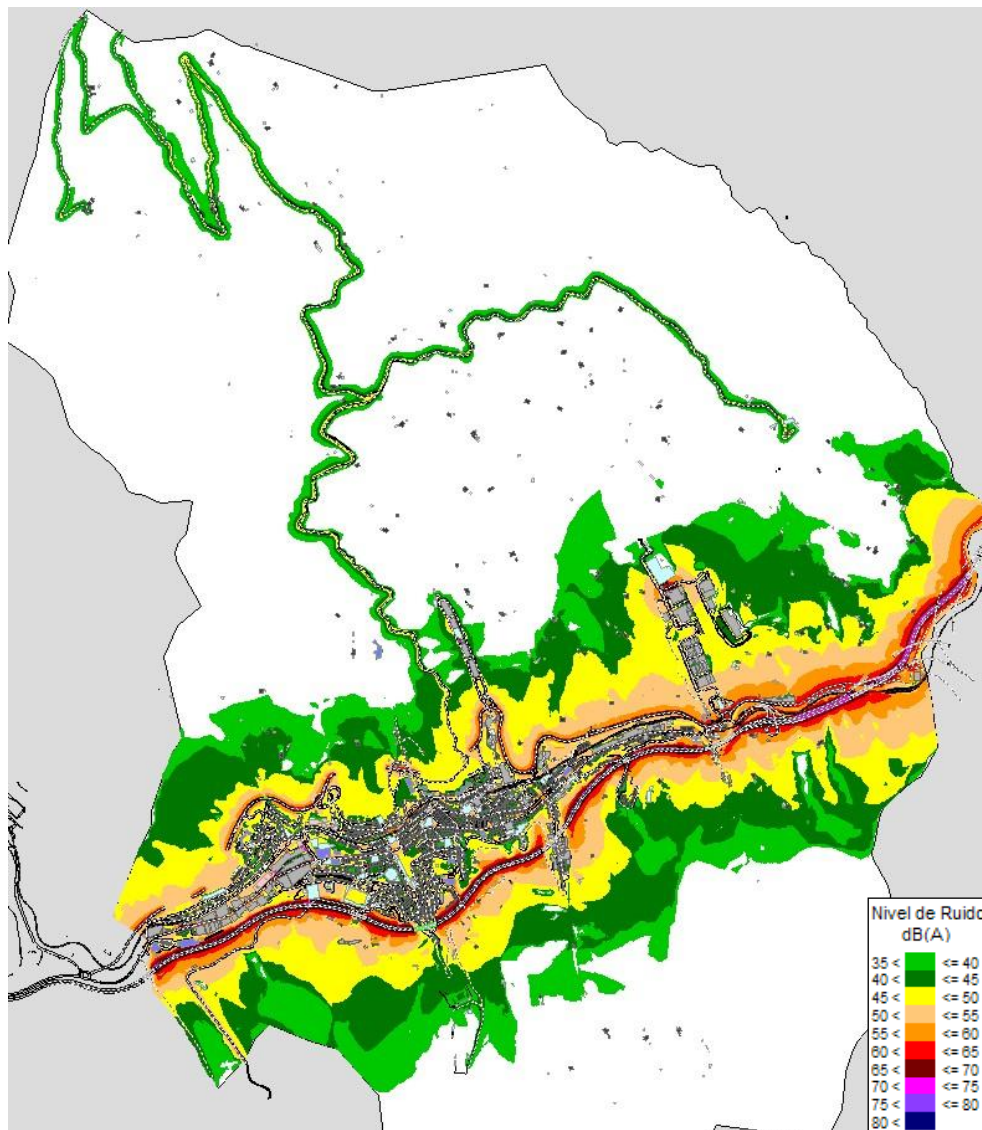 Nivel de Ruido
dB(A)
35 < <= 40
40 < <= 45
45 < <= 50
50 < <= 55
55 < <= 60
60 < <= 65
65 < <= 70
70 < <= 75
75 < <= 80
80 <